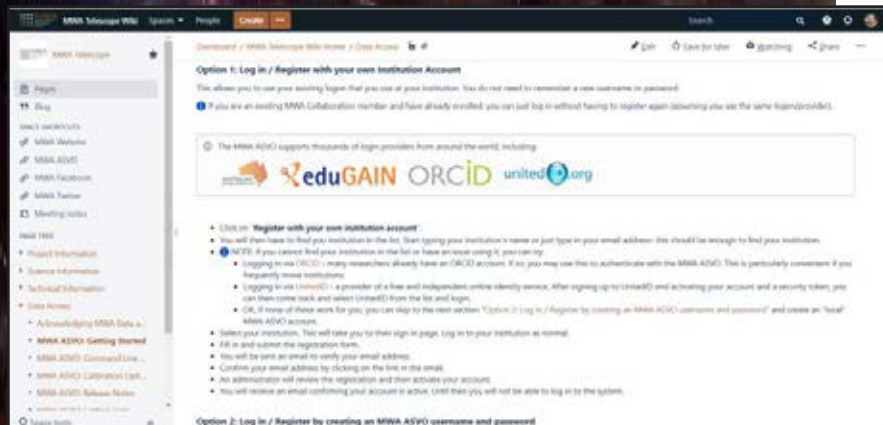 MWA Telescope Wiki Spaces People Create Search
Dashboard / MWA Telescope Wiki Home / Data Access Edit Save for later Watching Share
MWA Telescope
Pages
Blog
SPACE SHORTCUTS
MWA Website
MWA ASVO
MWA Facebook
MWA Twitter
Meeting notes
PAGE TREE
Project Information
Science Information
Technical Information
Data Access
Acknowledging MWA Data a...
MWA ASVO: Getting Started
MWA ASVO: Command Line ...
MWA ASVO: Calibration Opt...
MWA ASVO: Release Notes
Space tools
Option 1: Log in / Register with your own Institution Account
This allows you to use your existing logon that you use at your institution. You do not need to remember a new username or password.
If you are an existing MWA Collaboration member and have already enrolled, you can just log in without having to register again (assuming you use the same login/provider).
The MWA ASVO supports thousands of login providers from around the world, including:
eduGAIN ORCID united .org
Click on "Register with your own institution account".
You will then have to find you institution in the list. Start typing your institution's name or just type in your email address- this should be enough to find your institution.
NOTE: If you cannot find your institution in the list or have an issue using it, you can try:
Logging in via ORCID - many researchers already have an ORCID account. If so, you may use this to authenticate with the MWA ASVO. This is particularly convenient if you
frequently move institutions.
Logging in via UnitedID - a provider of a free and independent online identity service. After signing up to UnitedID and activating your account and a security token, you
can then come back and select UnitedID from the list and login.
OR, if none of these work for you, you can skip to the next section "Option 2: Log in / Register by creating an MWA ASVO username and password" and create an "local"
MWA ASVO account.
Select your institution. This will take you to their sign in page. Log in to your institution as normal.
Fill in and submit the registration form.
You will be sent an email to verify your email address.
Confirm your email address by clicking on the link in the email.
An administrator will review the registration and then activate your account.
You will receive an email confirming your account is active. Until then you will not be able to log in to the system.
Option 2: Log in / Register by creating an MWA ASVO username and password